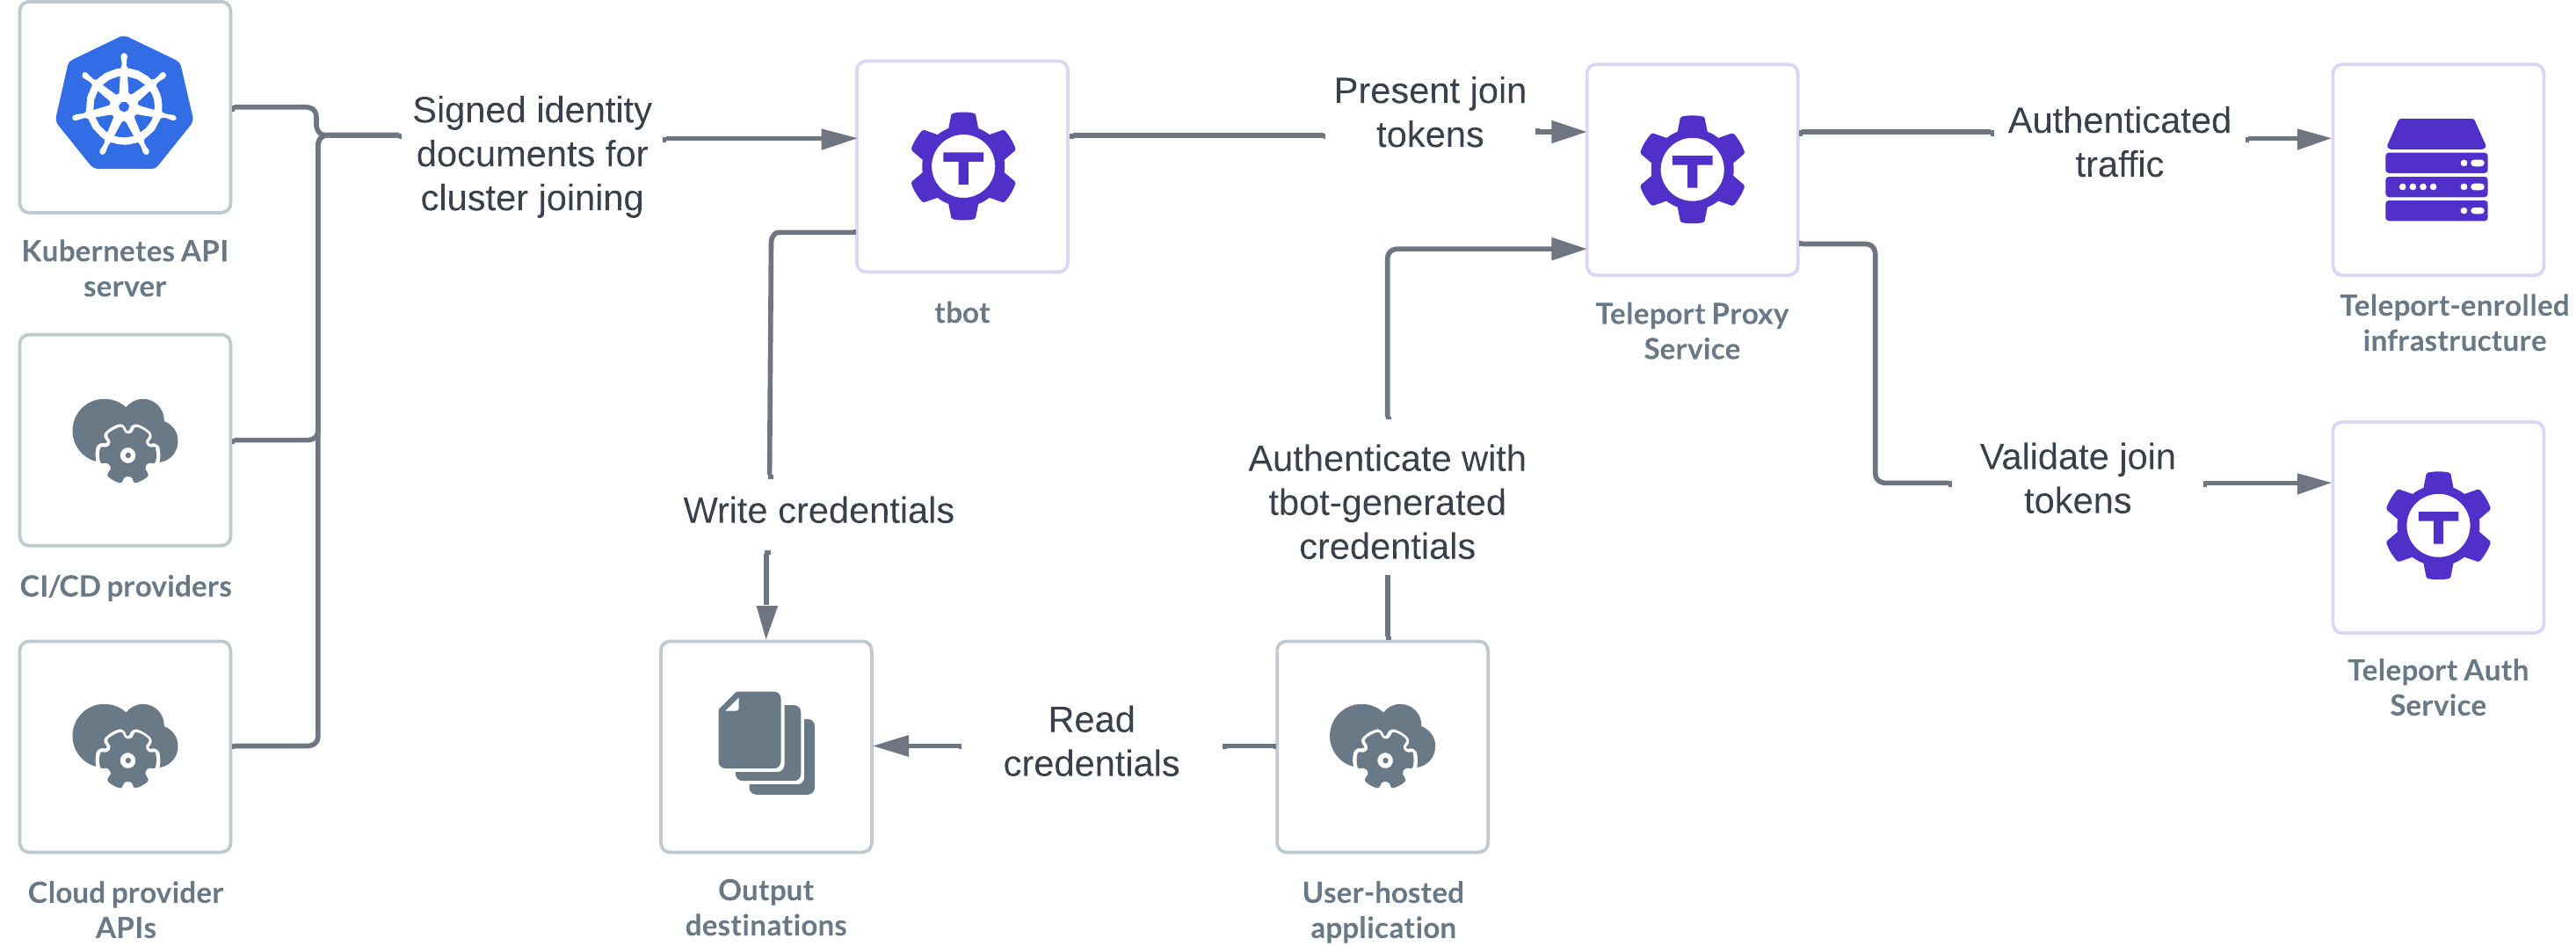 Kubernetes API
server
CI/CD providers
Cloud provider
APIs
Signed identity
documents for
cluster joining
T
tbot
Write credentials
Output
destinations
Read
credentials
User-hosted
application
Authenticate with
tbot-generated
credentials
Present join
tokens
T
Teleport Proxy
Service
Authenticated
traffic
Teleport-enrolled
infrastructure
Validate join
tokens
T
Teleport Auth
Service